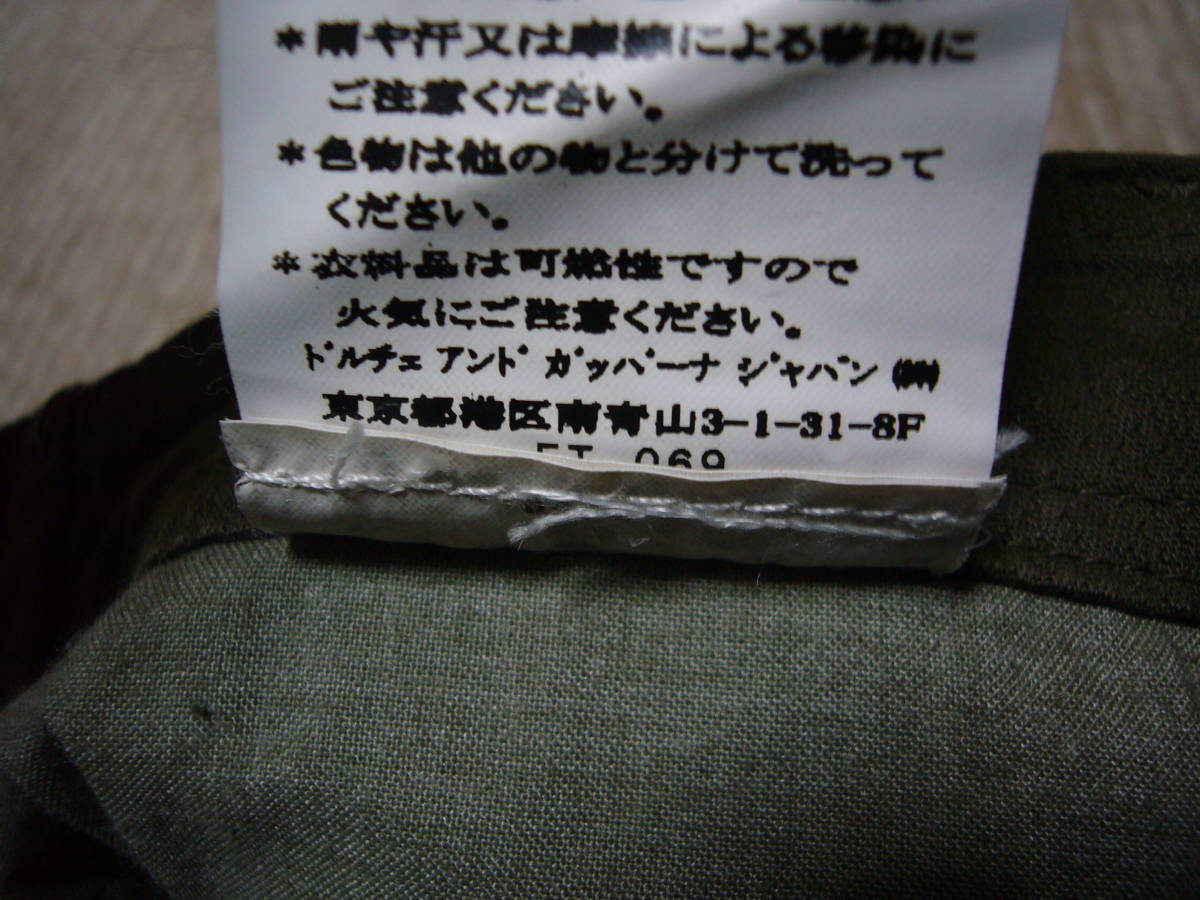 ＊雨や汗又は摩擦による移染に
ご注意ください。
＊色物は他の物と分けて洗って
ください。
＊衣料品は可燃性ですので
火気にご注意ください。
ドルチェ アンド ガッバーナ ジャパン ㈱
東京都港区南青山3-1-31-8F
069